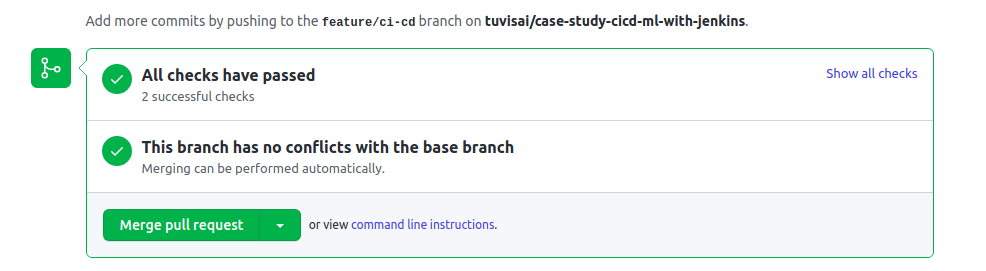 Add more commits by pushing to the feature/ci-cd branch on tuvisai/case-study-cicd-ml-with-jenkins.
All checks have passed
Show all checks
2 successful checks
This branch has no conflicts with the base branch
Merging can be performed automatically.
Merge pull request or view command line instructions.